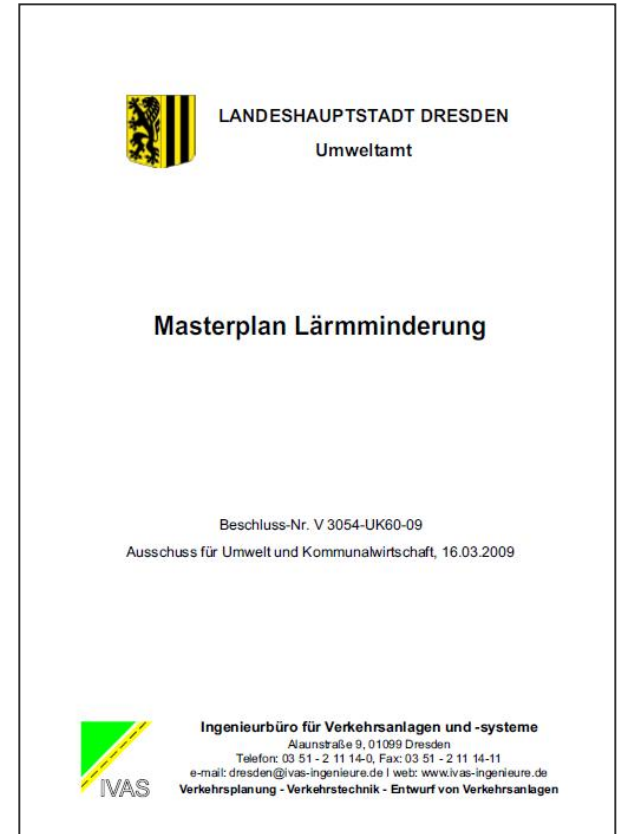 LANDESHAUPTSTADT DRESDEN
Umweltamt
Masterplan Lärmminderung
Beschluss-Nr. V 3054-UK60-09
Ausschuss für Umwelt und Kommunalwirtschaft, 16.03.2009
IVAS
Ingenieurbüro für Verkehrsanlagen und -systeme
Alaunstraße 9, 01099 Dresden
Telefon: 03 51 - 2 11 14-0, Fax: 03 51 - 2 11 14-11
e-mail: dresden@ivas-ingenieure.de I web: www.ivas-ingenieure.de
Verkehrsplanung - Verkehrstechnik - Entwurf von Verkehrsanlagen